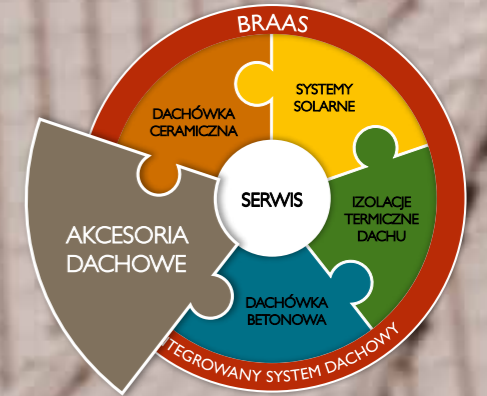 BRAAS
SYSTEMY
SOLARNE
DACHÓWKA
CERAMICZNA
SERWIS
IZOLACJE
TERMICZNE
DACHU
AKCESORIA
DACHOWE
DACHÓWKA
BETONOWA
TEGROWANY SYSTEM DACHOWY